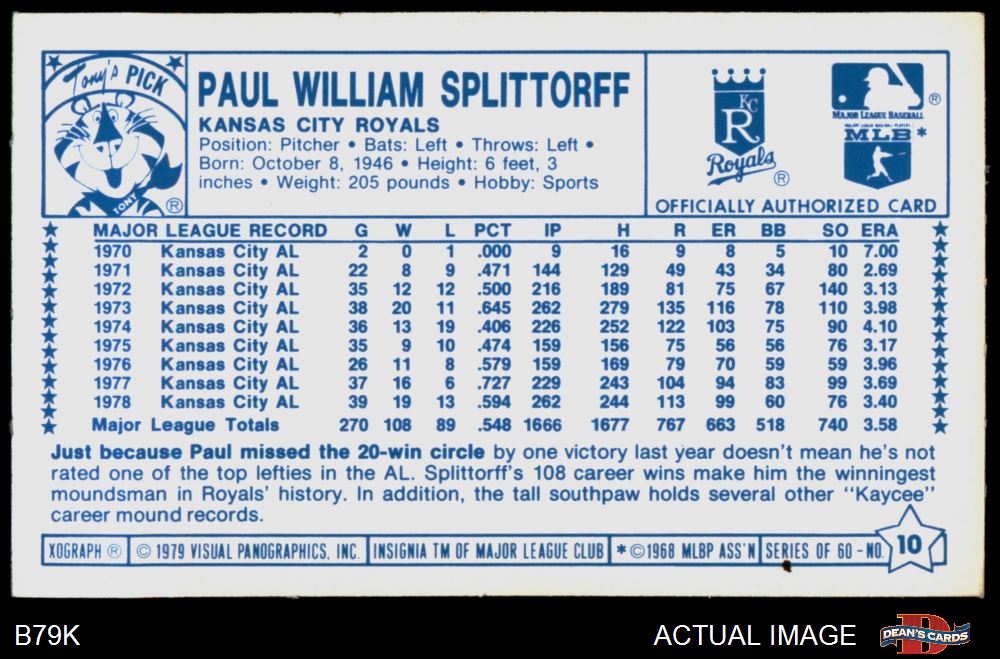 Tony's PICK
TONY ®
PAUL WILLIAM SPLITTORFF
KANSAS CITY ROYALS
Position: Pitcher • Bats: Left • Throws: Left •
Born: October 8, 1946 • Height: 6 feet, 3
inches • Weight: 205 pounds • Hobby: Sports
KC
R
Royals ®
®
MAJOR LEAGUE BASEBALL
MAJOR LEAGUE BASEBALL PLAYERS
MLB *
OFFICIALLY AUTHORIZED CARD
MAJOR LEAGUE RECORD G W L PCT IP H R ER BB SO ERA
1970 Kansas City AL 2 0 1 .000 9 16 9 8 5 10 7.00
1971 Kansas City AL 22 8 9 .471 144 129 49 43 34 80 2.69
1972 Kansas City AL 35 12 12 .500 216 189 81 75 67 140 3.13
1973 Kansas City AL 38 20 11 .645 262 279 135 116 78 110 3.98
1974 Kansas City AL 36 13 19 .406 226 252 122 103 75 90 4.10
1975 Kansas City AL 35 9 10 .474 159 156 75 56 56 76 3.17
1976 Kansas City AL 26 11 8 .579 159 169 79 70 59 59 3.96
1977 Kansas City AL 37 16 6 .727 229 243 104 94 83 99 3.69
1978 Kansas City AL 39 19 13 .594 262 244 113 99 60 76 3.40
Major League Totals 270 108 89 .548 1666 1677 767 663 518 740 3.58
Just because Paul missed the 20-win circle by one victory last year doesn't mean he's not
rated one of the top lefties in the AL. Splittorff's 108 career wins make him the winningest
moundsman in Royals' history. In addition, the tall southpaw holds several other "Kaycee"
career mound records.
XOGRAPH ® © 1979 VISUAL PANOGRAPHICS, INC. INSIGNIA TM OF MAJOR LEAGUE CLUB * © 1968 MLBP ASS'N SERIES OF 60 - NO. 10
B79K ACTUAL IMAGE DEAN'S CARDS